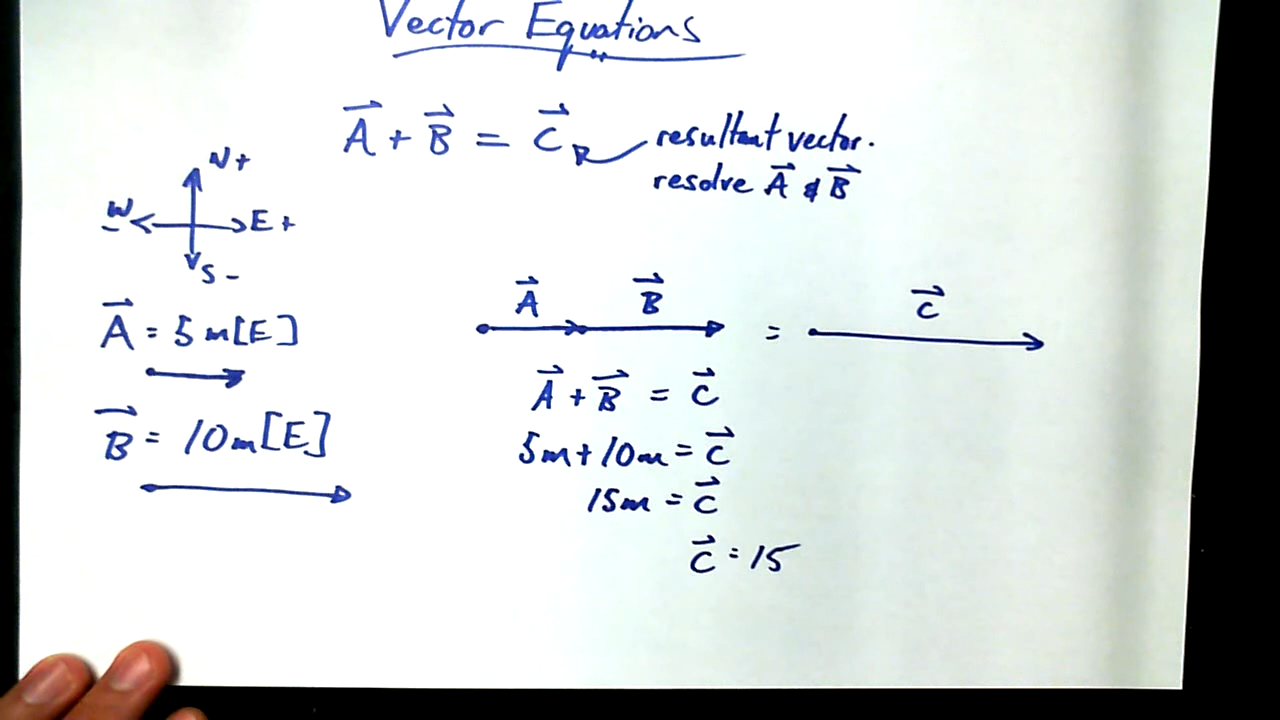 Vector Equations
A⃗ + B⃗ = C⃗R resultant vector.
resolve A⃗ & B⃗
N+
W - E+
S-
A⃗ = 5m[E]
B⃗ = 10m[E]
A⃗ B⃗ = C⃗
A⃗ + B⃗ = C⃗
5m + 10m = C⃗
15m = C⃗
C⃗ = 15